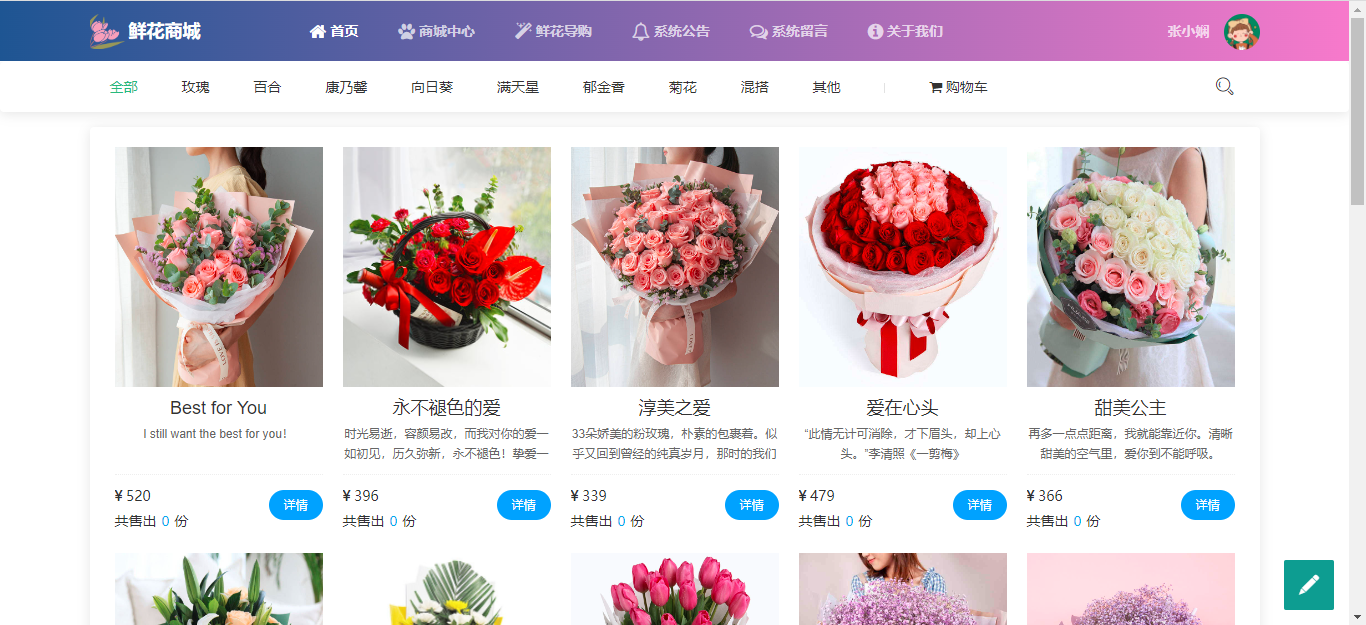 鲜花商城
首页
商城中心
鲜花导购
系统公告
系统留言
关于我们
张小娴
全部
玫瑰
百合
康乃馨
向日葵
满天星
郁金香
菊花
混搭
其他
购物车
Best for You
I still want the best for you!
¥ 520
共售出 0 份
详情
永不褪色的爱
时光易逝，容颜易改，而我对你的爱一
如初见，历久弥新，永不褪色！挚爱一
¥ 396
共售出 0 份
详情
淳美之爱
33朵娇美的粉玫瑰，朴素的包裹着。似
乎又回到曾经的纯真岁月，那时的我们
¥ 339
共售出 0 份
详情
爱在心头
“此情无计可消除，才下眉头，却上心
头。”李清照《一剪梅》
¥ 479
共售出 0 份
详情
甜美公主
再多一点点距离，我就能靠近你。清晰
甜美的空气里，爱你到不能呼吸。
¥ 366
共售出 0 份
详情